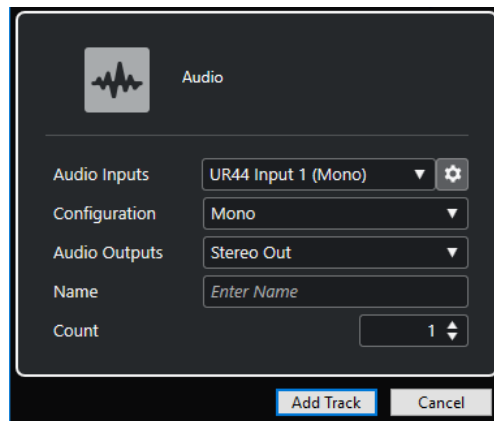 Audio
Audio Inputs UR44 Input 1 (Mono)
Configuration Mono
Audio Outputs Stereo Out
Name Enter Name
Count 1
Add Track Cancel